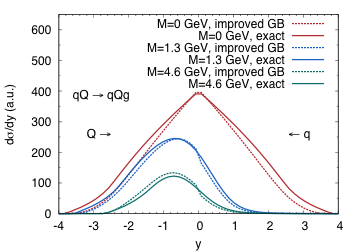 M=0 GeV, improved GB
M=0 GeV, exact
M=1.3 GeV, improved GB
M=1.3 GeV, exact
M=4.6 GeV, improved GB
M=4.6 GeV, exact
qQ → qQg
Q →
← q
dσ/dy (a.u.)
600
500
400
300
200
100
0
-4 -3 -2 -1 0 1 2 3 4
y